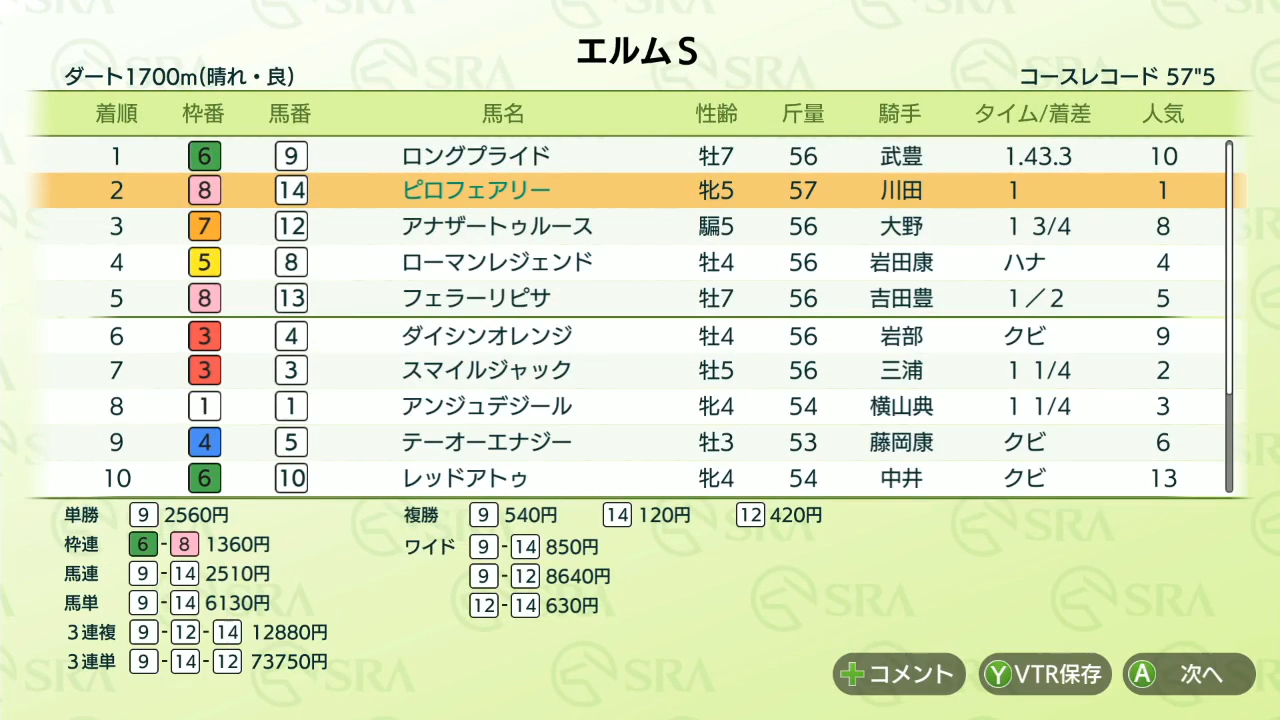 エルムS
ダート1700m(晴れ・良) コースレコード 57"5
着順 枠番 馬番 馬名 性齢 斤量 騎手 タイム/着差 人気
1 6 9 ロングプライド 牡7 56 武豊 1.43.3 10
2 8 14 ピロフェアリー 牝5 57 川田 1 1
3 7 12 アナザートゥルース 騸5 56 大野 1 3/4 8
4 5 8 ローマンレジェンド 牡4 56 岩田康 ハナ 4
5 8 13 フェラーリピサ 牡7 56 吉田豊 1／2 5
6 3 4 ダイシンオレンジ 牡4 56 岩部 クビ 9
7 3 3 スマイルジャック 牡5 56 三浦 1 1/4 2
8 1 1 アンジュデジール 牝4 54 横山典 1 1/4 3
9 4 5 テーオーエナジー 牡3 53 藤岡康 クビ 6
10 6 10 レッドアトゥ 牝4 54 中井 クビ 13
単勝 9 2560円 複勝 9 540円 14 120円 12 420円
枠連 6-8 1360円 ワイド 9-14 850円
馬連 9-14 2510円 9-12 8640円
馬単 9-14 6130円 12-14 630円
３連複 9-12-14 12880円
３連単 9-14-12 73750円
コメント Y VTR保存 A 次へ
SRA